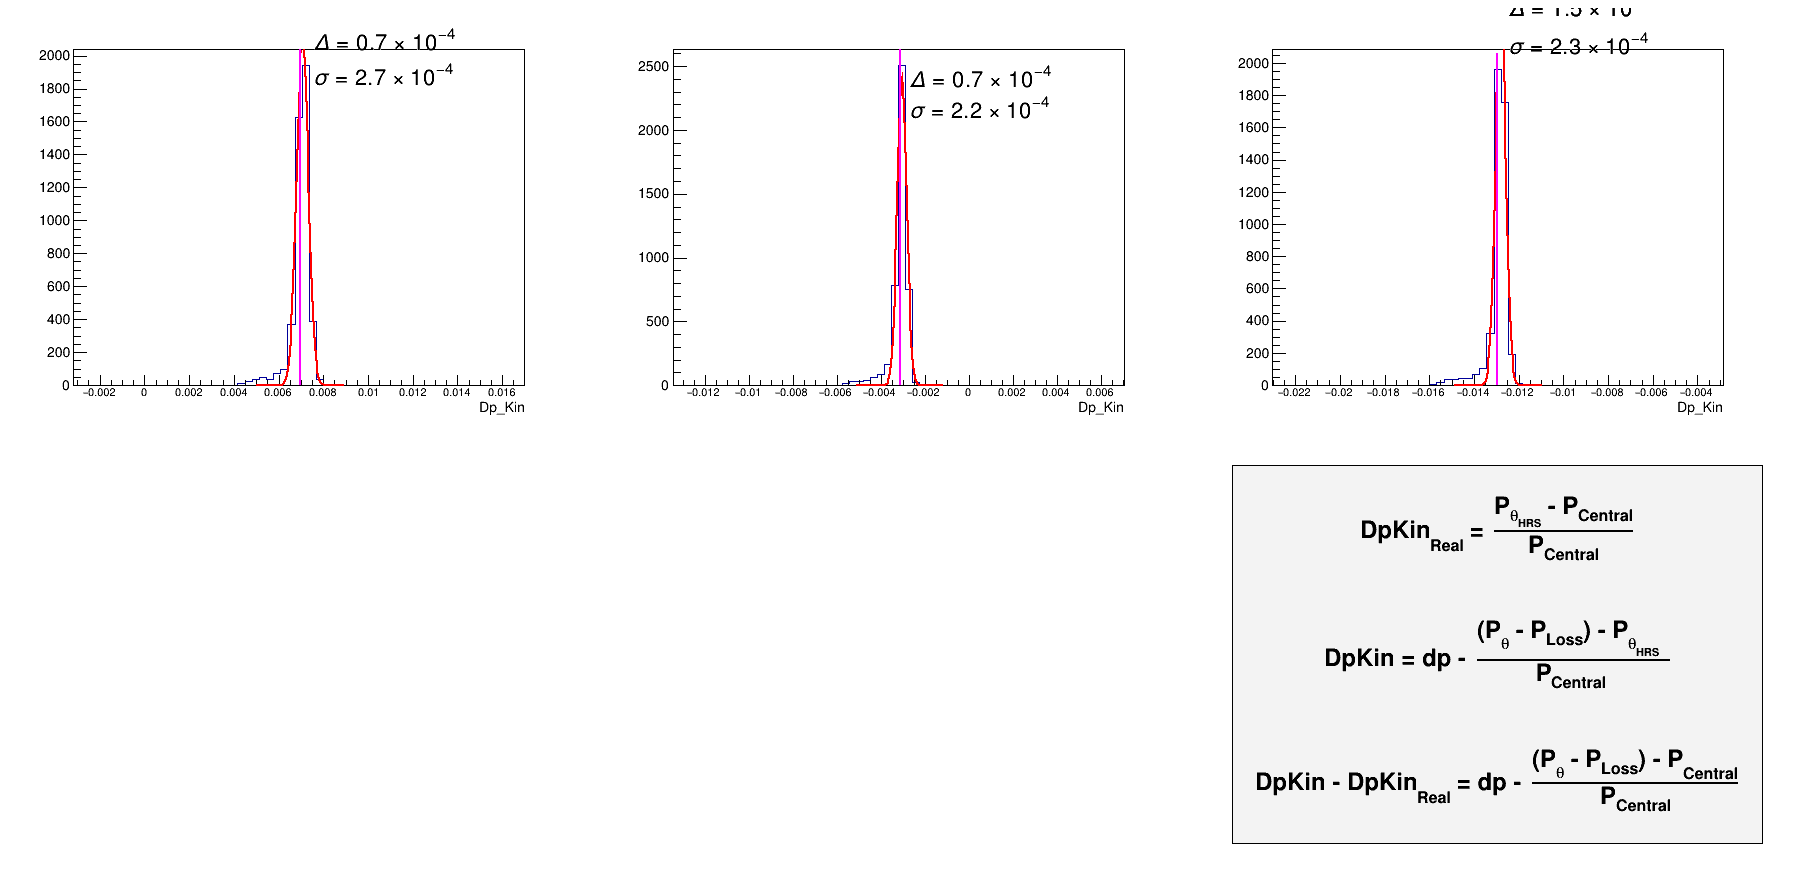 Δ = 0.7 × 10⁻⁴
σ = 2.7 × 10⁻⁴
2000
1800
1600
1400
1200
1000
800
600
400
200
0
−0.002 0 0.002 0.004 0.006 0.008 0.01 0.012 0.014 0.016
Dp_Kin
Δ = 0.7 × 10⁻⁴
σ = 2.2 × 10⁻⁴
2500
2000
1500
1000
500
0
−0.012 −0.01 −0.008 −0.006 −0.004 −0.002 0 0.002 0.004 0.006
Dp_Kin
Δ = 1.5 × 10
σ = 2.3 × 10⁻⁴
2000
1800
1600
1400
1200
1000
800
600
400
200
0
−0.022 −0.02 −0.018 −0.016 −0.014 −0.012 −0.01 −0.008 −0.006 −0.004
Dp_Kin
P_θ_HRS - P_Central
DpKin_Real =
P_Central
(P_θ - P_Loss) - P_θ_HRS
DpKin = dp -
P_Central
(P_θ - P_Loss) - P_Central
DpKin - DpKin_Real = dp -
P_Central